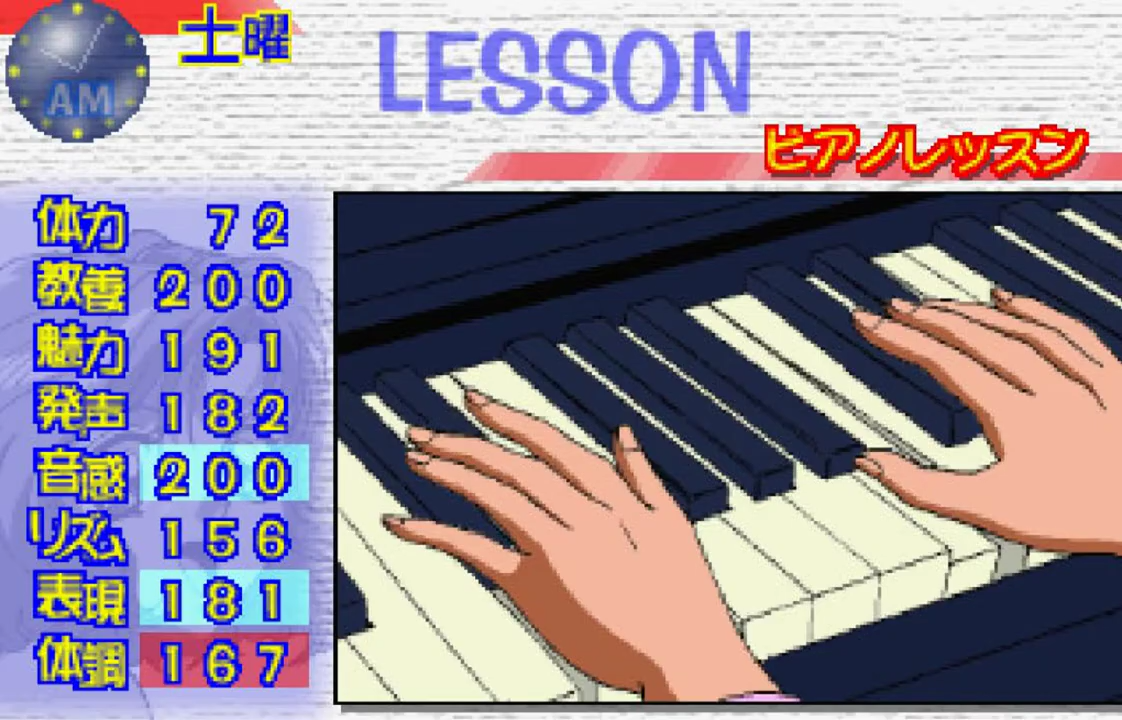 土曜
AM
LESSON
ピアノレッスン
体力 72
教養 200
魅力 191
発声 182
音感 200
リズム 156
表現 181
体調 167